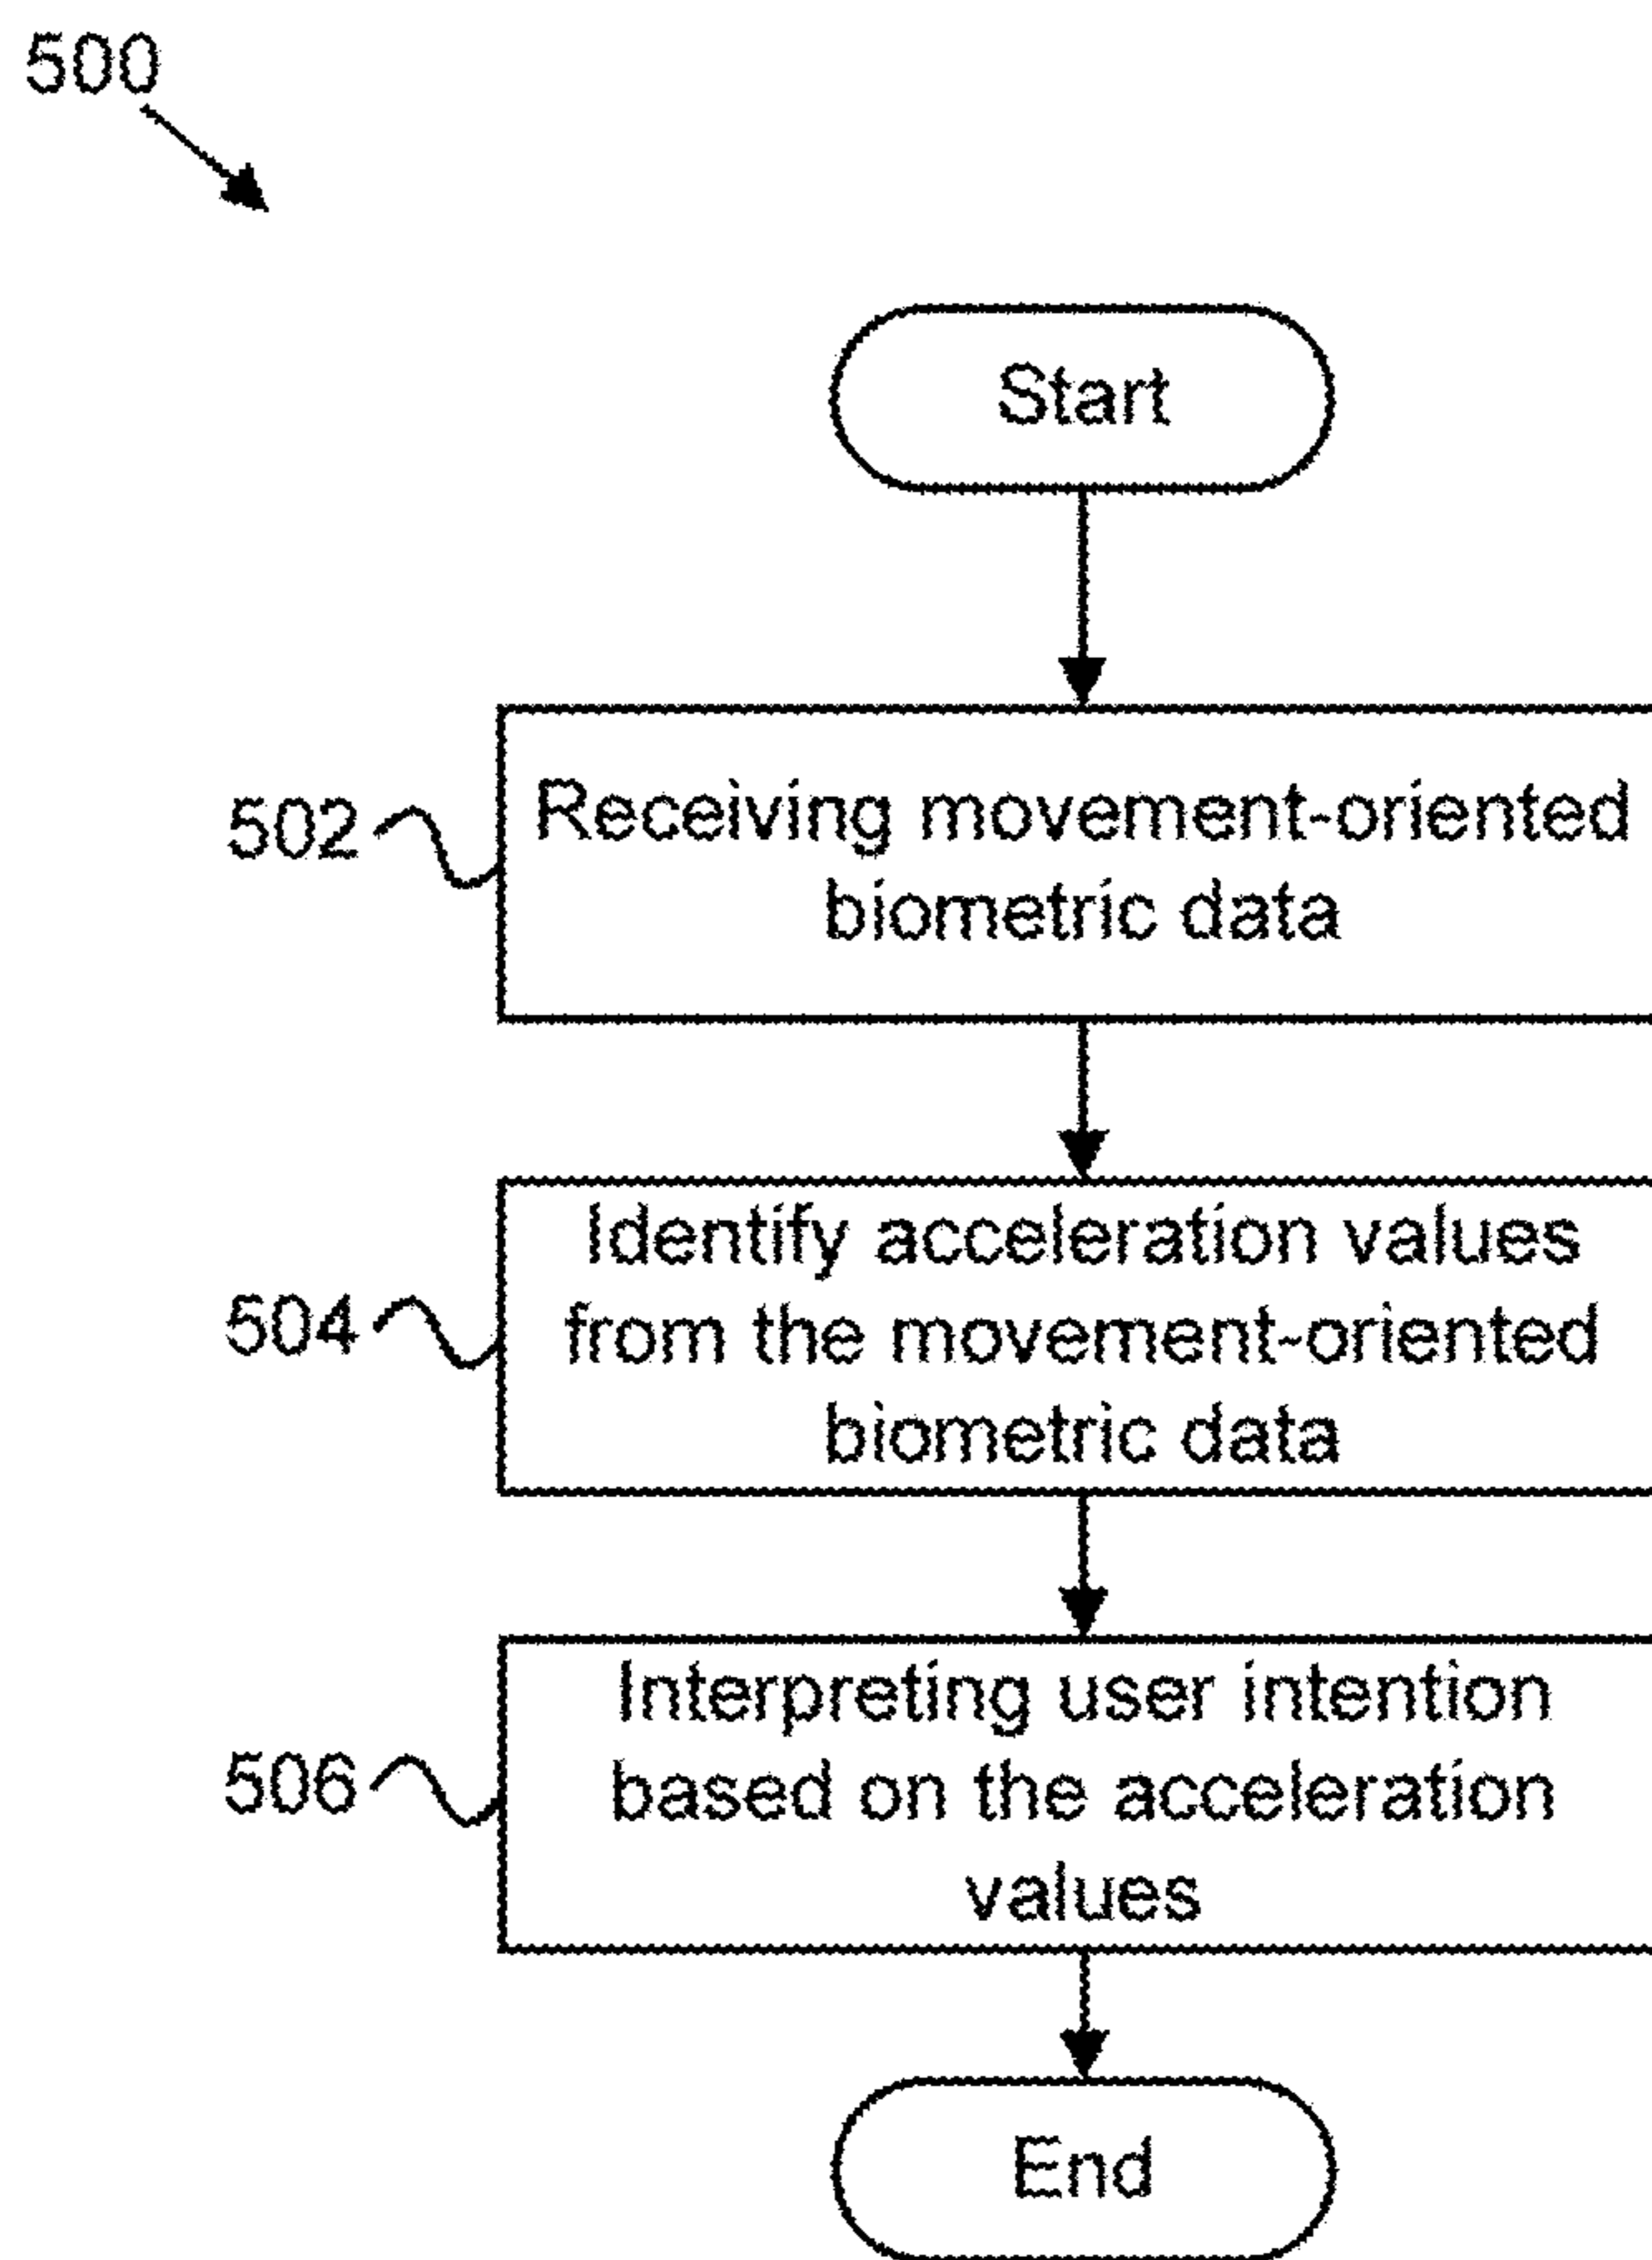 500
Start
502
Receiving movement-oriented
biometric data
504
Identify acceleration values
from the movement-oriented
biometric data
506
Interpreting user intention
based on the acceleration
values
End